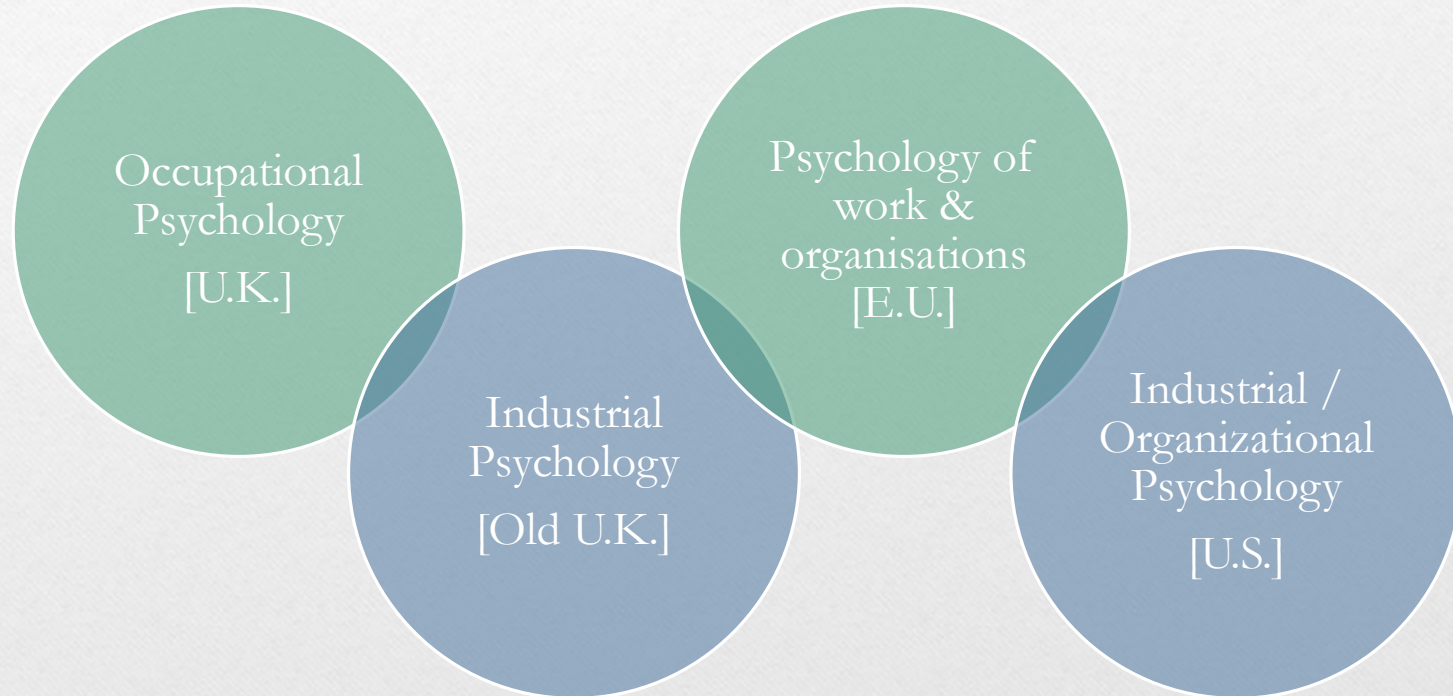 Occupational
Psychology
[U.K.]
Industrial
Psychology
[Old U.K.]
Psychology of
work &
organisations
[E.U.]
Industrial /
Organizational
Psychology
[U.S.]